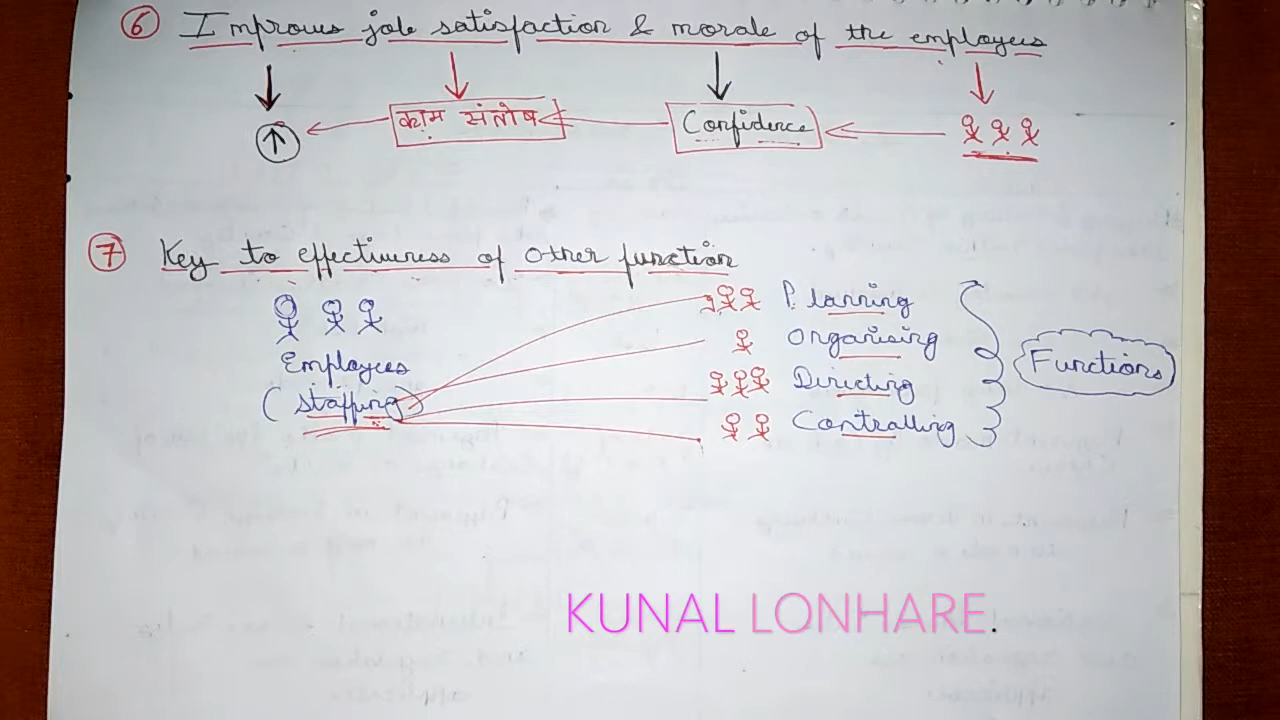 ⑥ Improves job satisfaction & morale of the employees
काम संतोष Confidence
⑦ Key to effectiveness of other function
Planning
Organising
Employees
Directing
(staffing)
Controlling
Functions
KUNAL LONHARE.